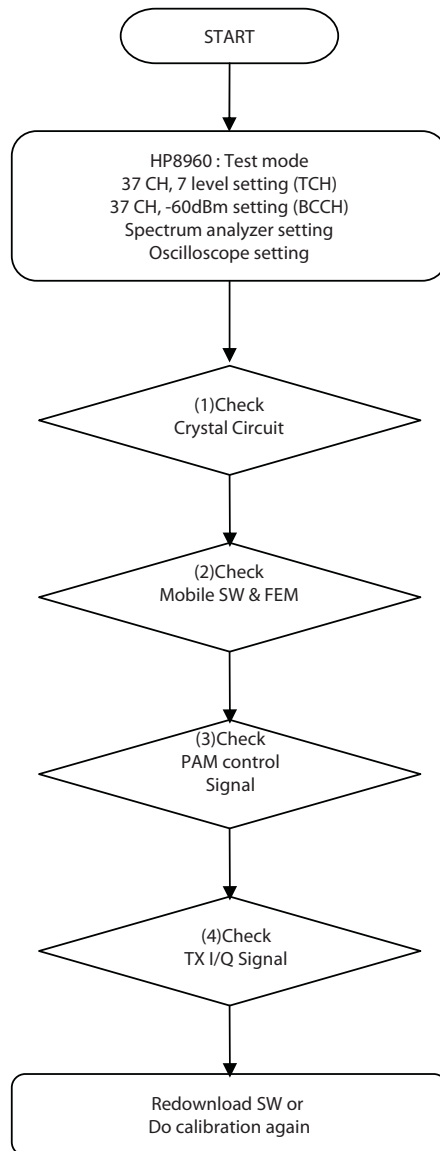 START
HP8960 : Test mode
37 CH, 7 level setting (TCH)
37 CH, -60dBm setting (BCCH)
Spectrum analyzer setting
Oscilloscope setting
(1)Check
Crystal Circuit
(2)Check
Mobile SW & FEM
(3)Check
PAM control
Signal
(4)Check
TX I/Q Signal
Redownload SW or
Do calibration again